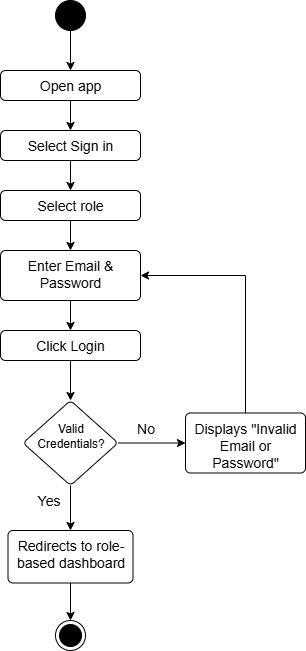 Open app
Select Sign in
Select role
Enter Email &
Password
Click Login
Valid
Credentials?
No
Displays "Invalid
Email or
Password"
Yes
Redirects to role-
based dashboard